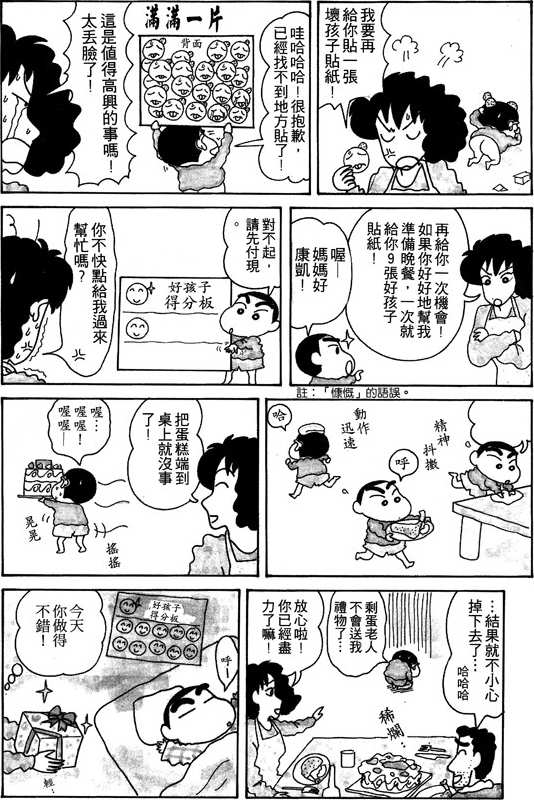 我要再
給你貼一張
壞孩子
貼紙！
滿滿一片
背面
哇哈哈哈！很抱歉，
已經找不到地方貼了！
這是值得高興的事嗎！
太丟臉了！
再給你一次機會！
如果你好好地幫我
準備晚餐，一次就
給你9張好孩子
貼紙！
喔—
媽媽好
康凱！
註：「慷慨」的語誤。
對不起，
請先付現
。
好孩子
得分板
你不快點給我過來
幫忙嗎？
精神
抖擻
呼
動作
迅速
哈
把蛋糕端到
桌上就沒事
了！
喔…
喔喔！
喔喔—
晃晃
搖搖
…結果就不小心
掉下去了…
哈哈哈
剩蛋老人
不會送我
禮物了…
稀爛
放心啦！
你已經盡
力了嘛！
好孩子
得分板
呼！
今天
你做得
不錯！
輕…